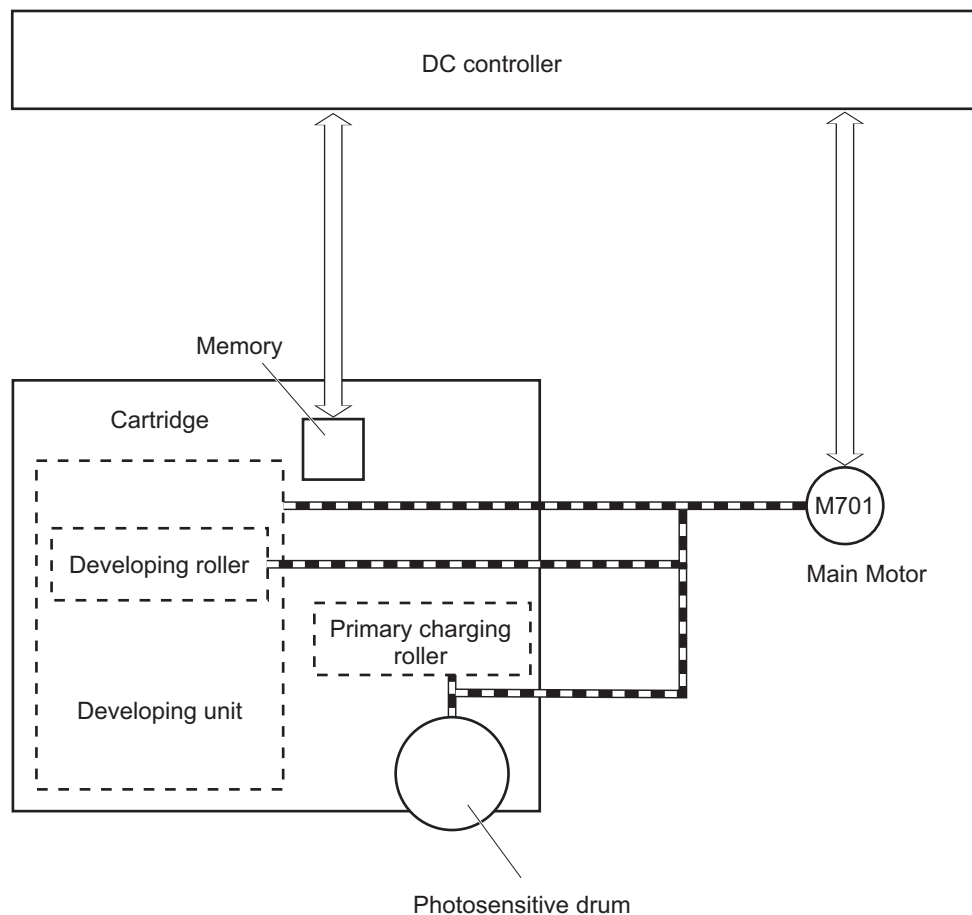 DC controller
Memory
Cartridge
M701
Main Motor
Developing roller
Primary charging
roller
Developing unit
Photosensitive drum